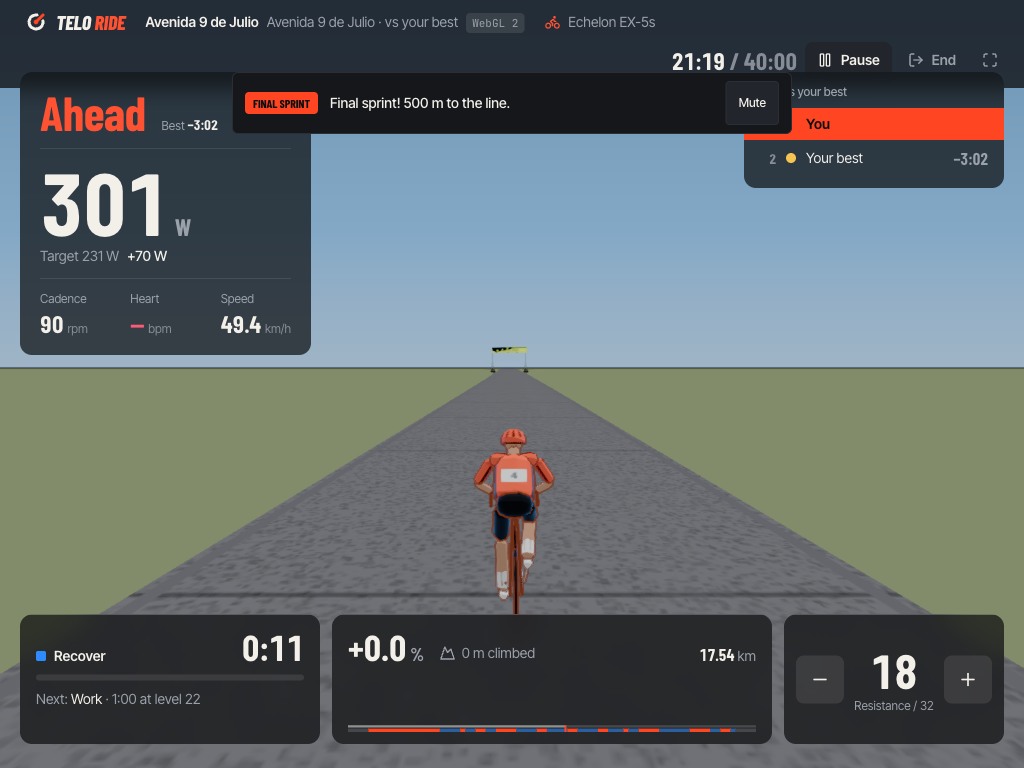 TELO RIDE Avenida 9 de Julio Avenida 9 de Julio · vs your best WebGL 2 Echelon EX-5s
21:19 / 40:00 Pause End
FINAL SPRINT Final sprint! 500 m to the line. Mute
Ahead Best −3:02
301 W
Target 231 W +70 W
Cadence Heart Speed
90 rpm — bpm 49.4 km/h
s your best
You
2 Your best −3:02
4
Recover 0:11
Next: Work · 1:00 at level 22
+0.0 % 0 m climbed 17.54 km
− 18 +
Resistance / 32